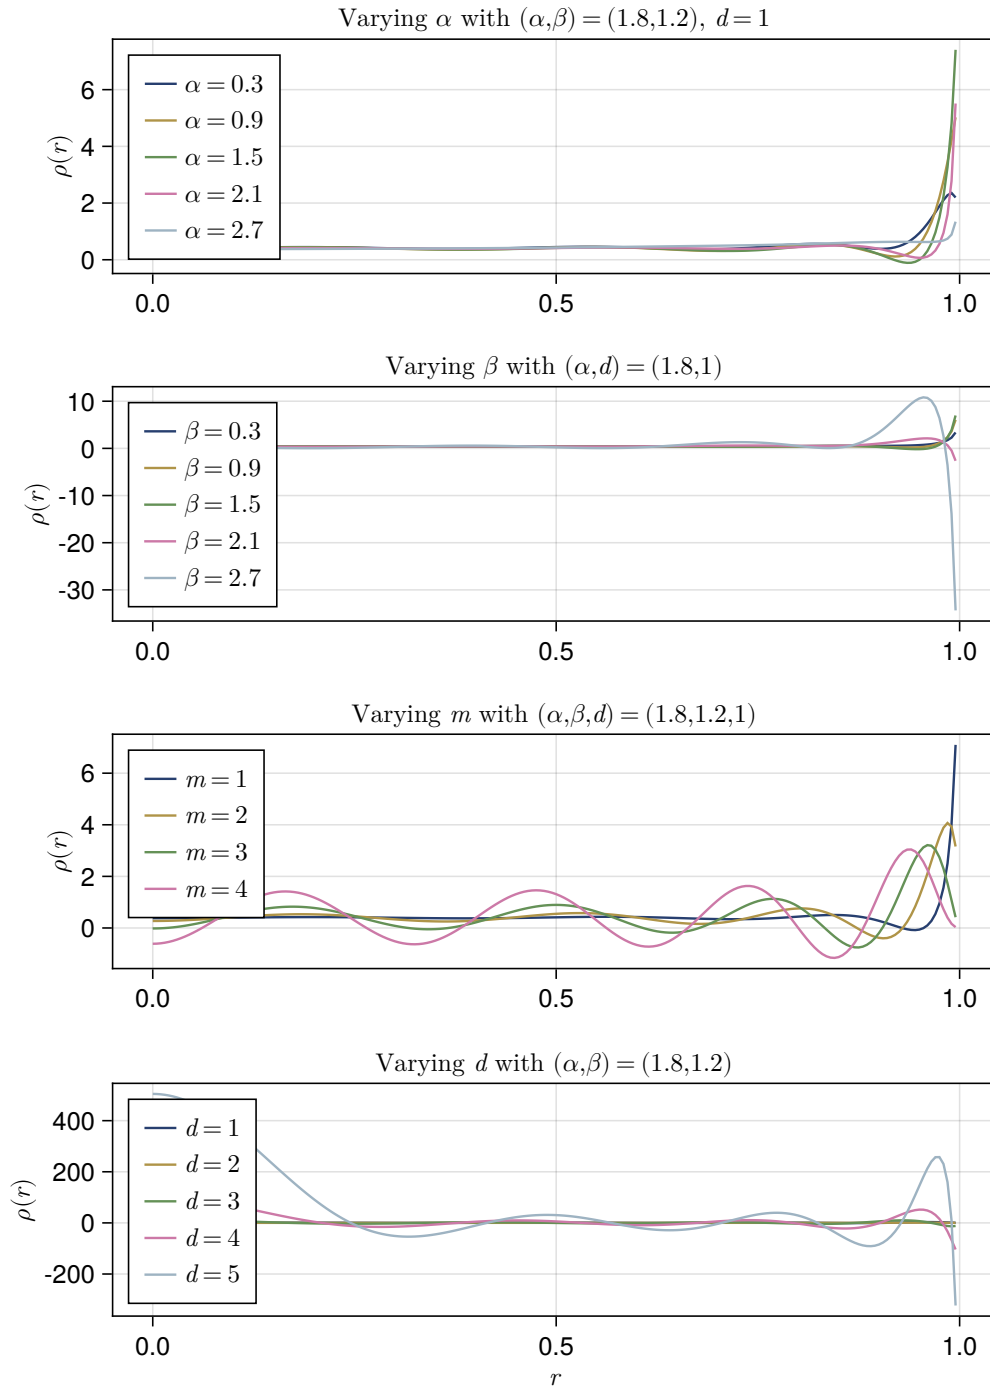 Varying α with (α,β) = (1.8,1.2), d = 1
ρ(r)
6
4
2
0
α = 0.3
α = 0.9
α = 1.5
α = 2.1
α = 2.7
0.0 0.5 1.0
Varying β with (α,d) = (1.8,1)
ρ(r)
10
0
-10
-20
-30
β = 0.3
β = 0.9
β = 1.5
β = 2.1
β = 2.7
0.0 0.5 1.0
Varying m with (α,β,d) = (1.8,1.2,1)
ρ(r)
6
4
2
0
m = 1
m = 2
m = 3
m = 4
0.0 0.5 1.0
Varying d with (α,β) = (1.8,1.2)
ρ(r)
400
200
0
-200
d = 1
d = 2
d = 3
d = 4
d = 5
0.0 0.5 1.0
r